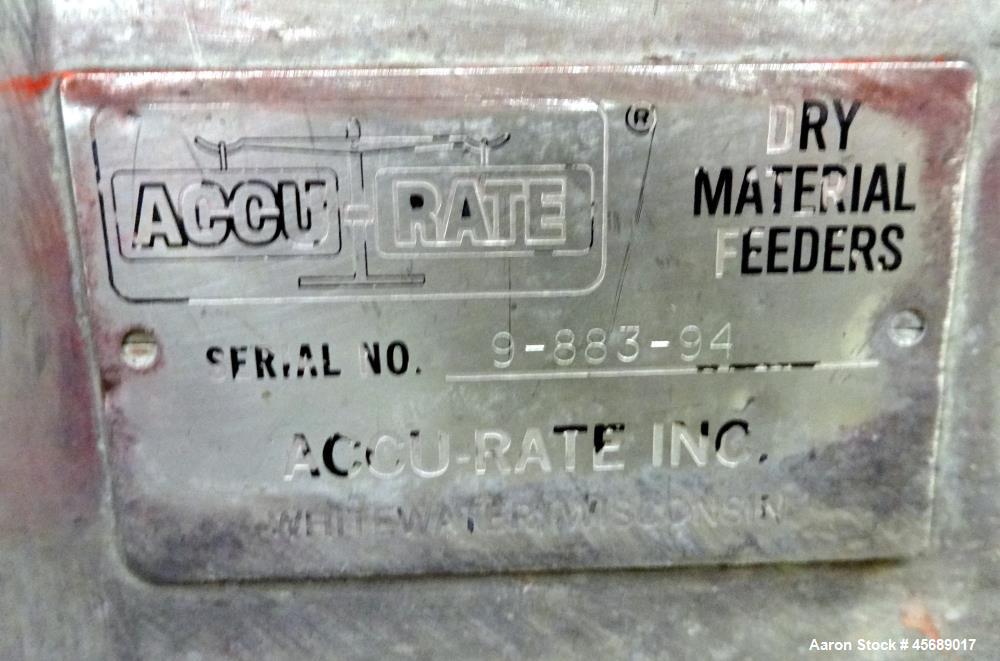 ACCU-RATE ®
DRY
MATERIAL
FEEDERS
SERIAL NO. 9-883-94
ACCU-RATE INC.
WHITEWATER, WISCONSIN
Aaron Stock # 45689017